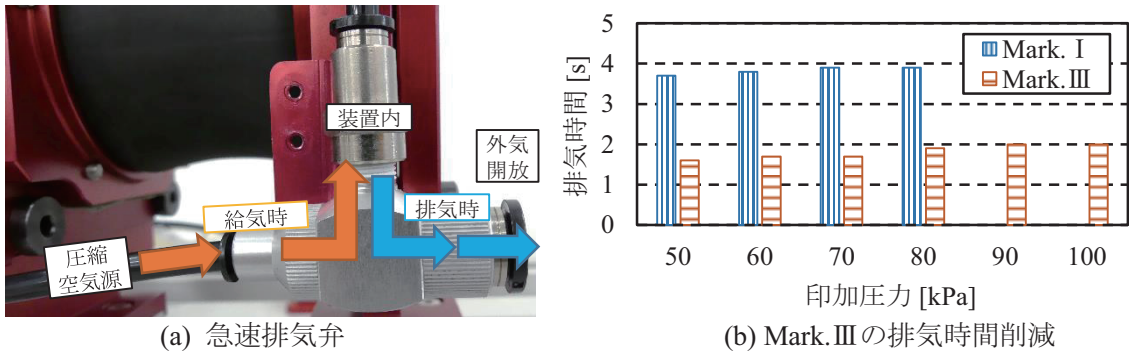 装置内
外気
開放
給気時
排気時
圧縮
空気源
(a) 急速排気弁
5
4
3
2
1
0
排気時間 [s]
Mark. Ⅰ
Mark.Ⅲ
50 60 70 80 90 100
印加圧力 [kPa]
(b) Mark.Ⅲの排気時間削減